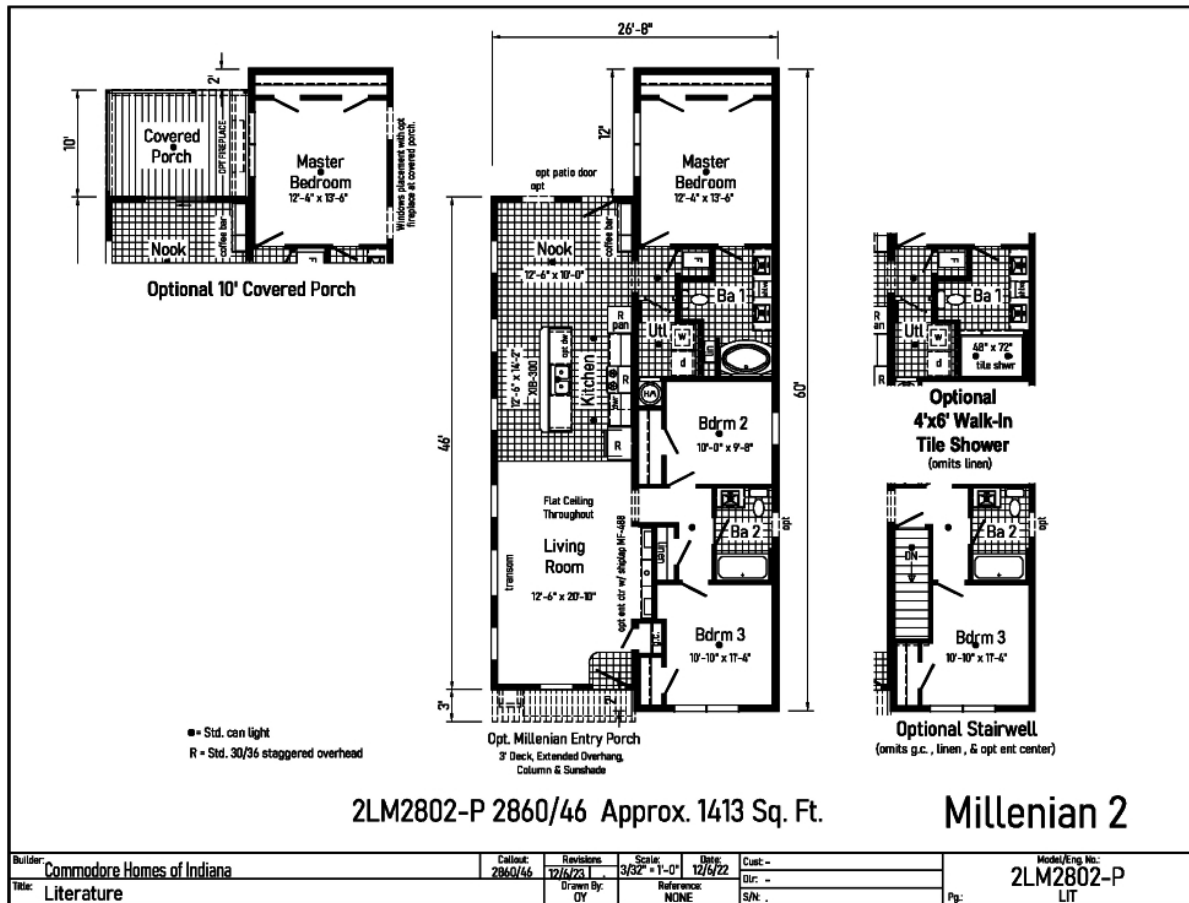 26'-8"
2'
10'
Covered
Porch
OPT FIREPLACE
Master
Bedroom
12'-4" x 13'-6"
Windows placement with opt
fireplace at covered porch.
Nook
coffee bar
F
Optional 10' Covered Porch
12'
opt patio door
opt
Master
Bedroom
12'-4" x 13'-6"
Nook
12'-6" x 10'-0"
coffee bar
F
Ba 1
Utl
R
pan
W
d
lin
opt dw
XIB-300
12'-6" x 14'-2"
Kitchen
R
R
HW
Bdrm 2
10'-0" x 9'-8"
46'
60'
Flat Ceiling
Throughout
Living
Room
12'-6" x 20'-10"
transom
opt ent ctr w/ shiplap MF-488
linen
Ba 2
opt
g.c.
Bdrm 3
10'-10" x 11'-4"
3'
2'
Opt. Millenian Entry Porch
3' Deck, Extended Overhang,
Column & Sunshade
F
Ba 1
R
pan
Utl
W
d
R
48" x 72"
tile shwr
Optional
4'x6' Walk-In
Tile Shower
(omits linen)
DN
Ba 2
opt
Bdrm 3
10'-10" x 11'-4"
Optional Stairwell
(omits g.c., linen, & opt ent center)
● = Std. can light
R = Std. 30/36 staggered overhead
2LM2802-P 2860/46 Approx. 1413 Sq. Ft.
Millenian 2
Builder: Commodore Homes of Indiana
Callout: 2860/46
Revisions 12/6/23
Scale: 3/32" = 1'-0"
Date: 12/6/22
Cust: -
Dlr: -
S/N: .
Model/Eng. No.: 2LM2802-P
Title: Literature
Drawn By:
Reference: NONE
Pg.: LIT